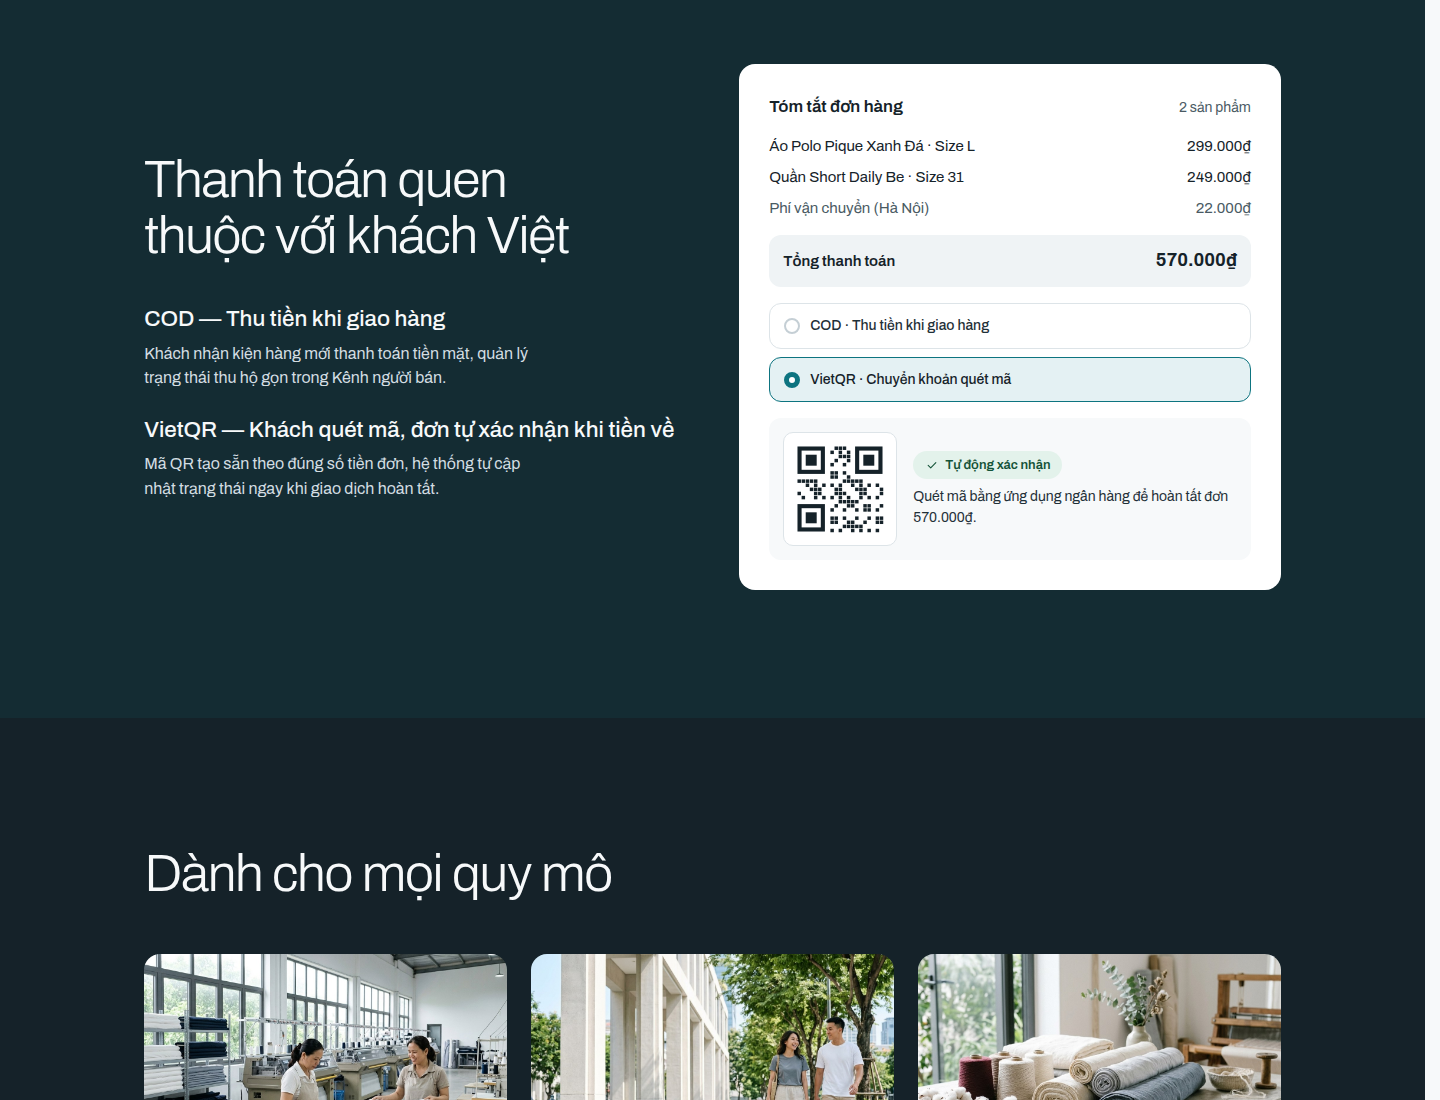 Thanh toán quen
thuộc với khách Việt
COD — Thu tiền khi giao hàng
Khách nhận kiện hàng mới thanh toán tiền mặt, quản lý
trạng thái thu hộ gọn trong Kênh người bán.
VietQR — Khách quét mã, đơn tự xác nhận khi tiền về
Mã QR tạo sẵn theo đúng số tiền đơn, hệ thống tự cập
nhật trạng thái ngay khi giao dịch hoàn tất.
Tóm tắt đơn hàng
2 sản phẩm
Áo Polo Pique Xanh Đá · Size L
299.000₫
Quần Short Daily Be · Size 31
249.000₫
Phí vận chuyển (Hà Nội)
22.000₫
Tổng thanh toán
570.000₫
COD · Thu tiền khi giao hàng
VietQR · Chuyển khoản quét mã
Tự động xác nhận
Quét mã bằng ứng dụng ngân hàng để hoàn tất đơn
570.000₫.
Dành cho mọi quy mô